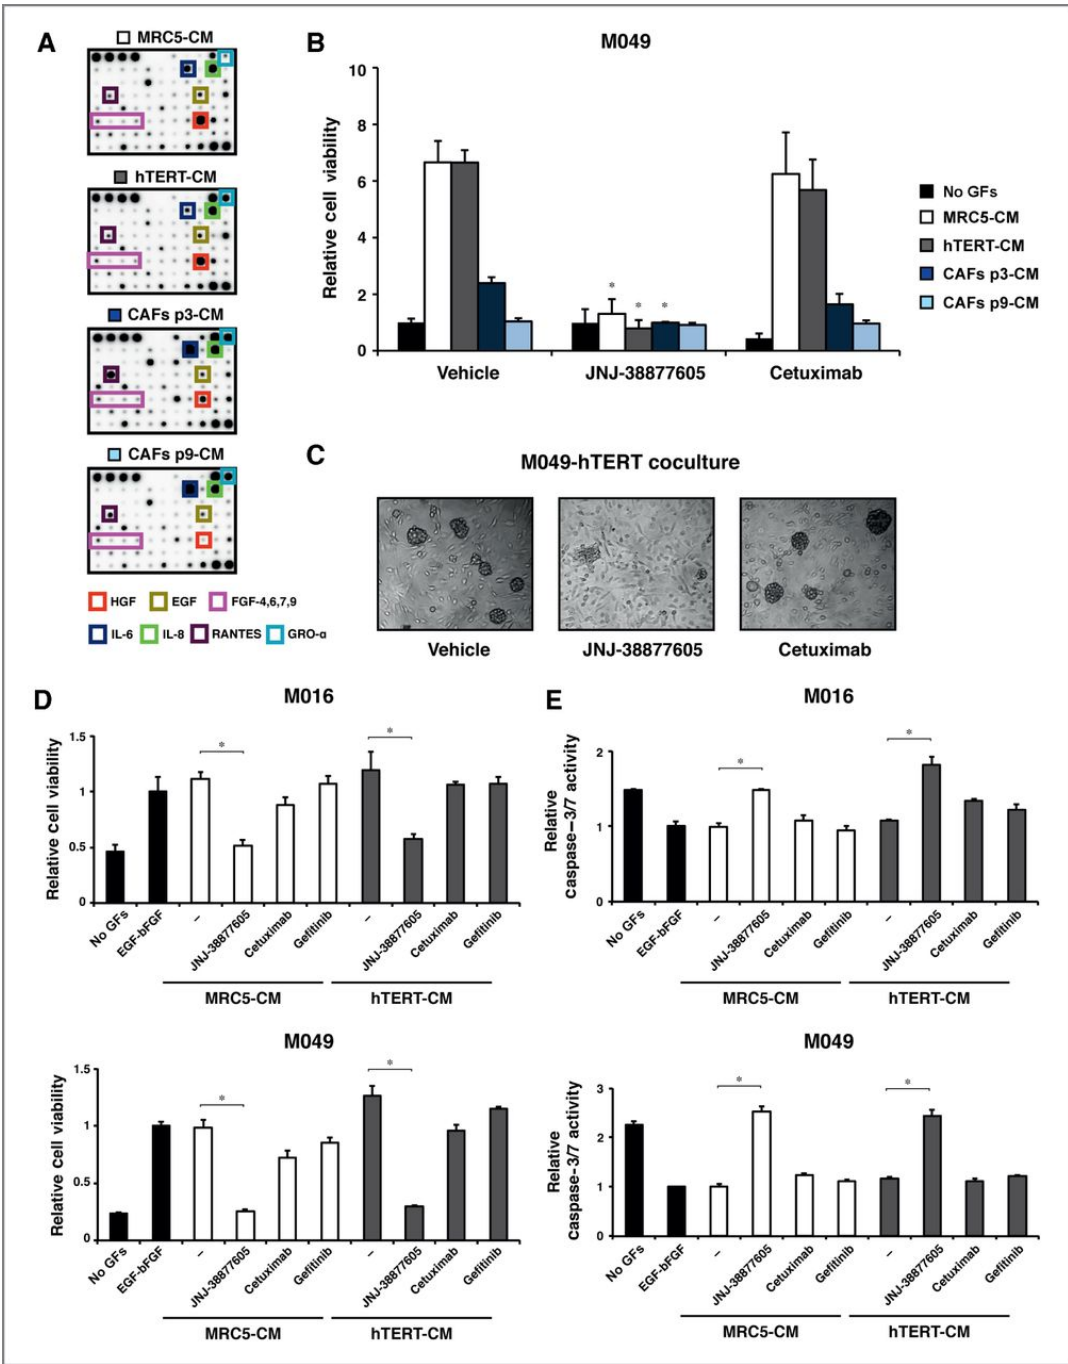 A
MRC5-CM
hTERT-CM
CAFs p3-CM
CAFs p9-CM
HGF EGF FGF-4,6,7,9
IL-6 IL-8 RANTES GRO-α
B
M049
Relative cell viability
10
8
6
4
2
0
* * *
Vehicle JNJ-38877605 Cetuximab
No GFs
MRC5-CM
hTERT-CM
CAFs p3-CM
CAFs p9-CM
C
M049-hTERT coculture
Vehicle JNJ-38877605 Cetuximab
D
M016
Relative cell viability
1.5
1
0.5
0
* *
No GFs EGF-bFGF – JNJ-38877605 Cetuximab Gefitinib – JNJ-38877605 Cetuximab Gefitinib
MRC5-CM hTERT-CM
M049
Relative cell viability
1.5
1
0.5
0
* *
No GFs EGF-bFGF – JNJ-38877605 Cetuximab Gefitinib – JNJ-38877605 Cetuximab Gefitinib
MRC5-CM hTERT-CM
E
M016
Relative
caspase–3/7 activity
2
1
0
* *
No GFs EGF-bFGF – JNJ-38877605 Cetuximab Gefitinib – JNJ-38877605 Cetuximab Gefitinib
MRC5-CM hTERT-CM
M049
Relative
caspase-3/7 activity
3
2
1
0
* *
No GFs EGF-bFGF – JNJ-38877605 Cetuximab Gefitinib – JNJ-38877605 Cetuximab Gefitinib
MRC5-CM hTERT-CM